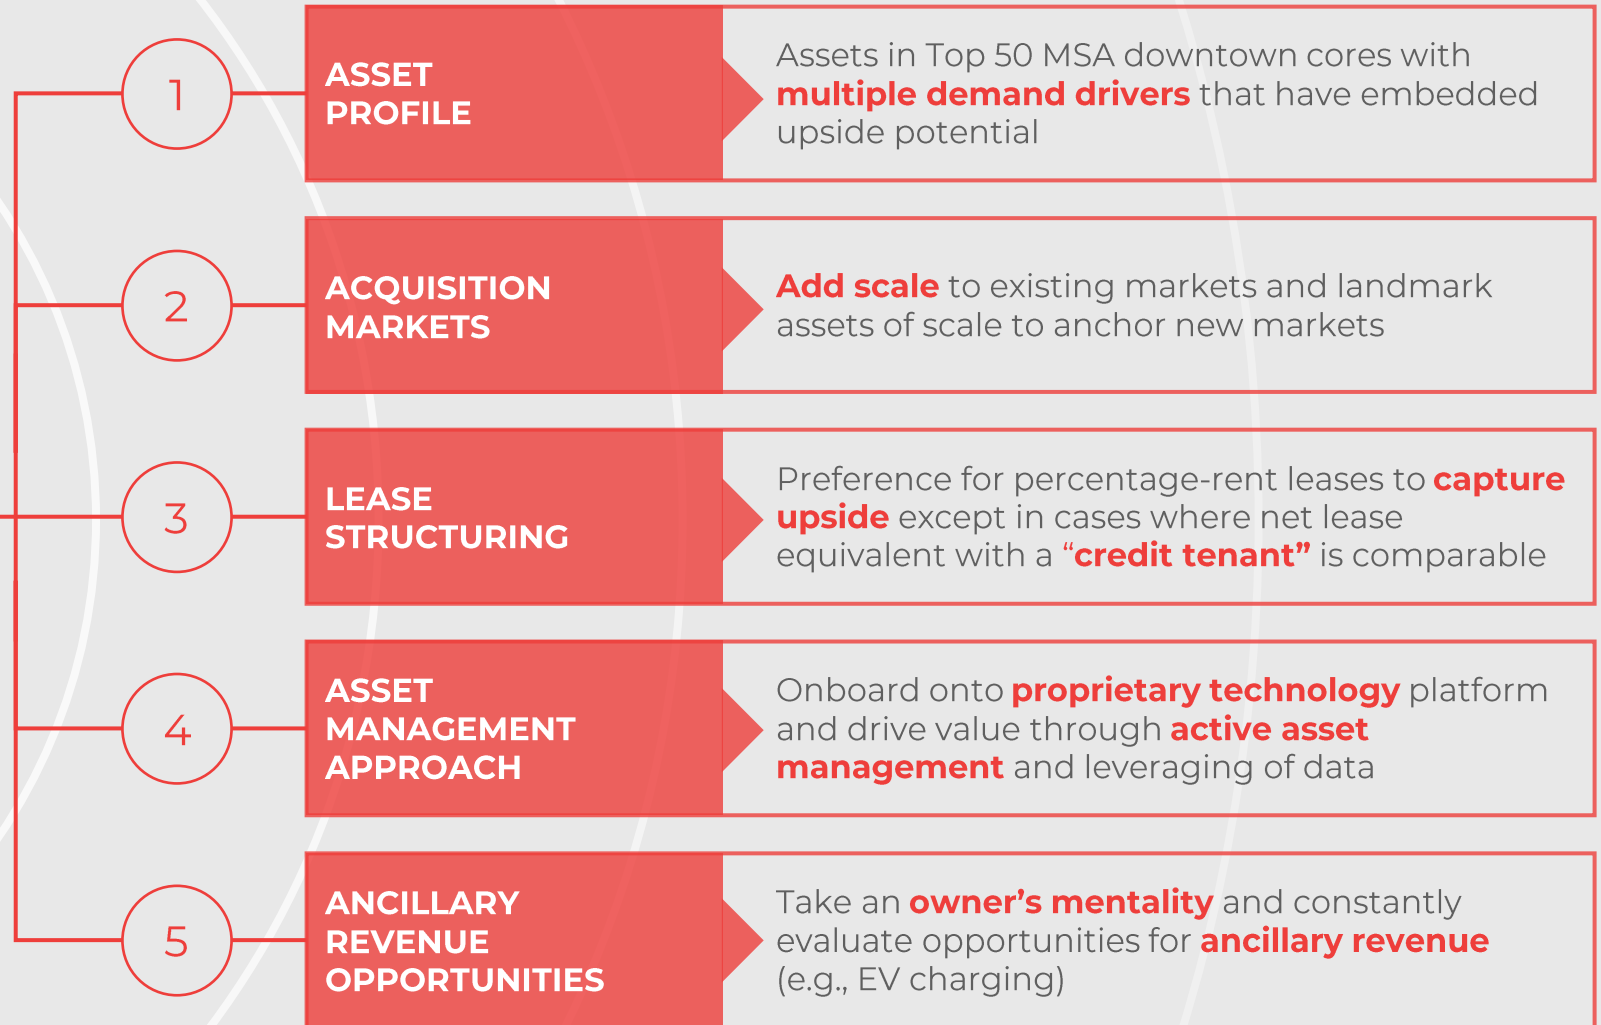 1
ASSET
PROFILE
Assets in Top 50 MSA downtown cores with
multiple demand drivers that have embedded
upside potential
2
ACQUISITION
MARKETS
Add scale to existing markets and landmark
assets of scale to anchor new markets
3
LEASE
STRUCTURING
Preference for percentage-rent leases to capture
upside except in cases where net lease
equivalent with a “credit tenant” is comparable
4
ASSET
MANAGEMENT
APPROACH
Onboard onto proprietary technology platform
and drive value through active asset
management and leveraging of data
5
ANCILLARY
REVENUE
OPPORTUNITIES
Take an owner’s mentality and constantly
evaluate opportunities for ancillary revenue
(e.g., EV charging)